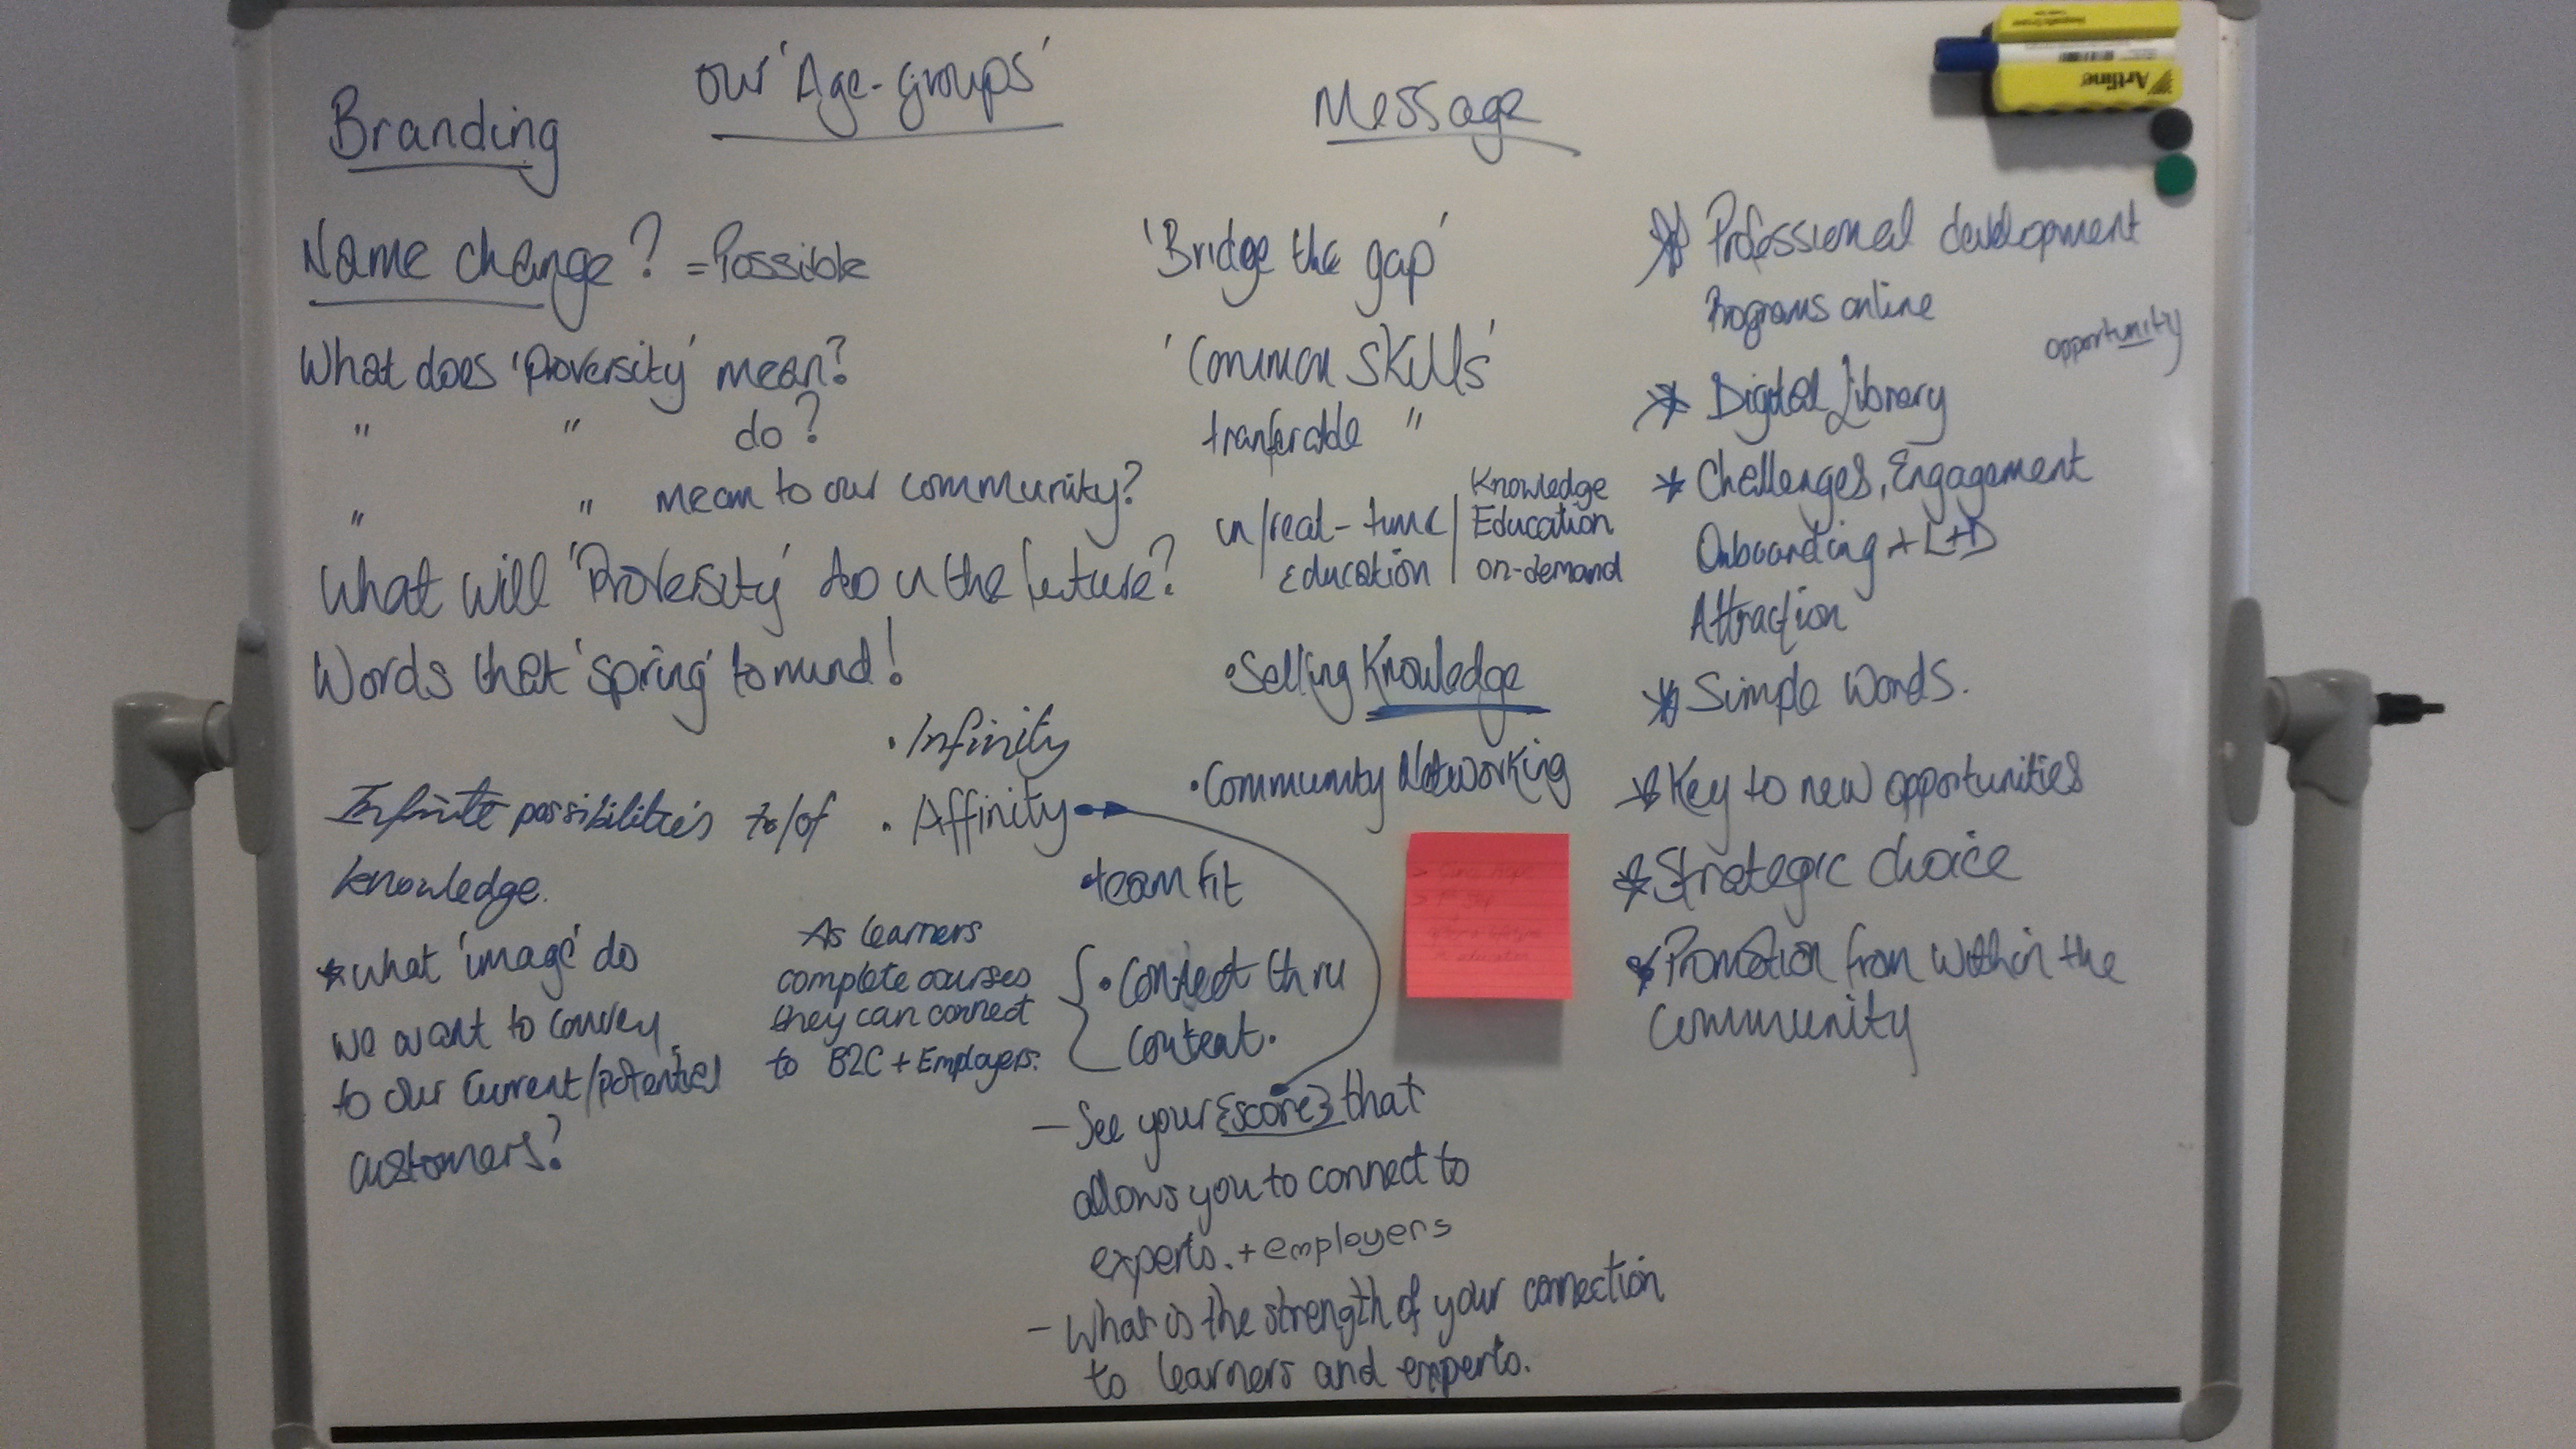 Branding
our 'Age-groups'
Message
Name change? = Possible
What does 'Proversity' mean?
" " do?
" " mean to our community?
What will 'Proversity' do in the future?
Words that 'spring' to mind!
• Infinity
Infinite possibilities to/of • Affinity
knowledge.
* what 'image' do
we want to convey
to our current/potential
customers?
As learners
complete courses
they can connect
to B2C + Employers.
'Bridge the gap'
'Common Skills'
tranferable "
in/real-time/
Education
Knowledge
Education
on-demand
• Selling Knowledge
• Community Networking
• team fit
• Connect thru
Content.
- See your {score} that
allows you to connect to
experts. + employers
- What is the strength of your connection
to learners and experts.
* Professional development
Programs online
opportunity
* Digital Library
* Challenges, Engagement
Onboarding + L+D
Attraction
* Simple words.
* Key to new opportunities
* Strategic choice
* Promotion from within the
Community
Artline